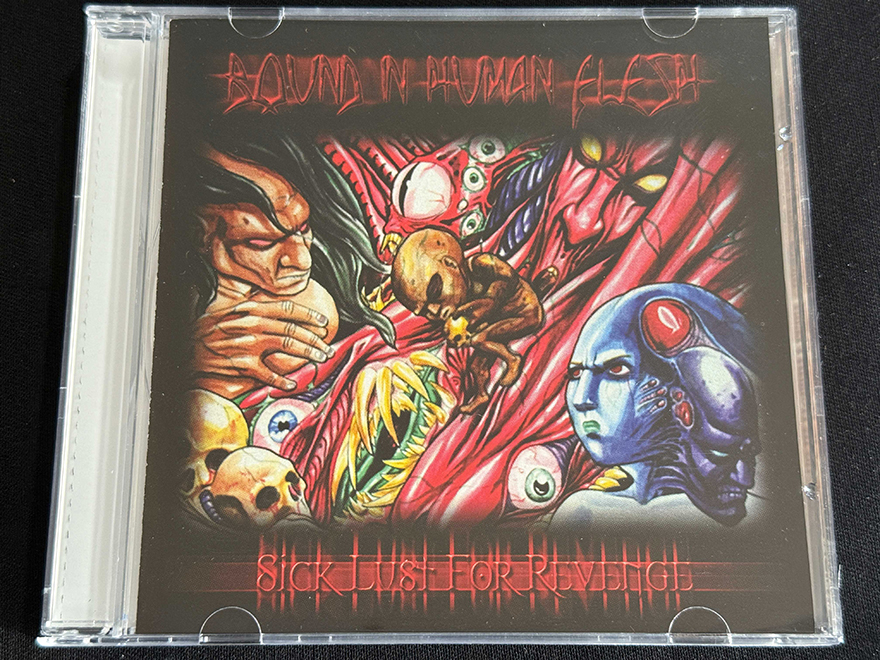 BOUND IN HUMAN FLESH
Sick Lust For Revenge